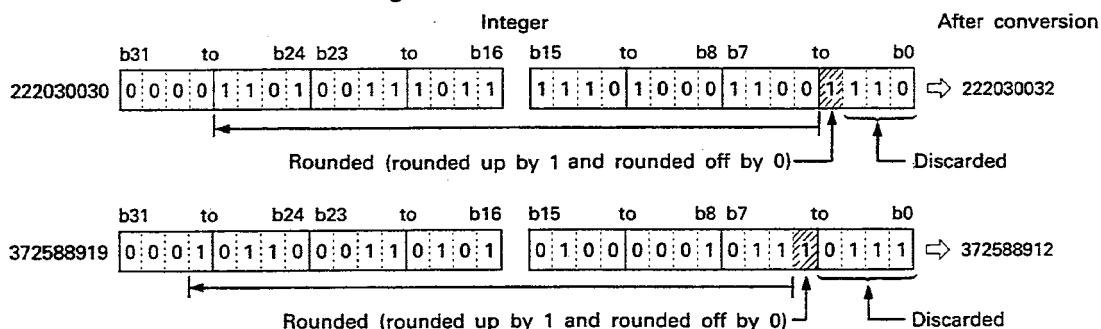 Integer After conversion
b31 to b24 b23 to b16 b15 to b8 b7 to b0
222030030 0 0 0 0 1 1 0 1 0 0 1 1 1 0 1 1 1 1 1 0 1 0 0 0 1 1 0 0 1 1 1 0 ⇨ 222030032
Rounded (rounded up by 1 and rounded off by 0) Discarded
b31 to b24 b23 to b16 b15 to b8 b7 to b0
372588919 0 0 0 1 0 1 1 0 0 0 1 1 0 1 0 1 0 1 0 0 0 0 0 1 0 1 1 1 0 1 1 1 ⇨ 372588912
Rounded (rounded up by 1 and rounded off by 0) Discarded